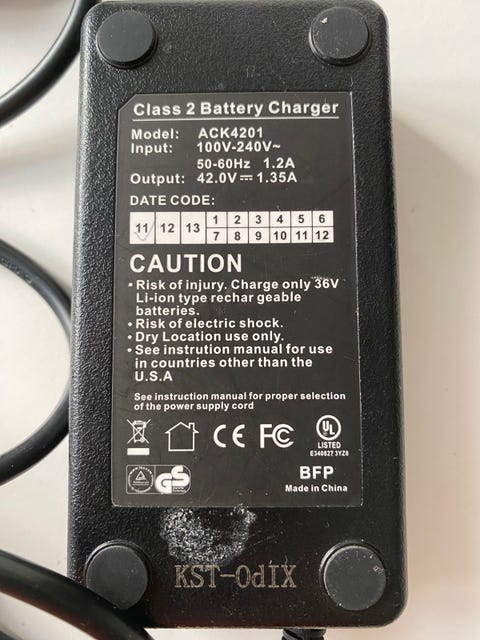 Class 2 Battery Charger
Model: ACK4201
Input: 100V-240V~
50-60Hz 1.2A
Output: 42.0V⎓1.35A
DATE CODE:
11 12 13 1 2 3 4 5 6
7 8 9 10 11 12
CAUTION
• Risk of injury. Charge only 36V
Li-ion type rechar geable
batteries.
• Risk of electric shock.
• Dry Location use only.
• See instrution manual for use
in countries other than the
U.S.A
See instruction manual for proper selection
of the power supply cord
CE FC UL
LISTED
E340827 3YZ8
GS
BFP
Made in China
KST-OdIX